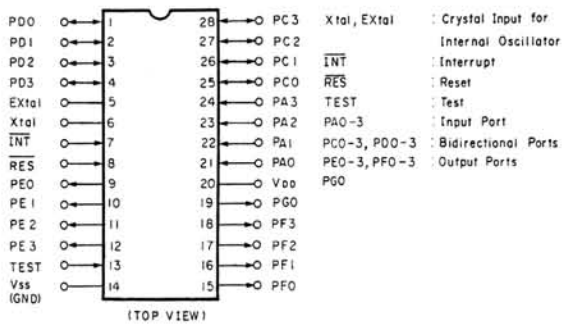 PD0 1 28 PC3 Xtal, EXtal : Crystal Input for
PD1 2 27 PC2 Internal Oscillator
PD2 3 26 PC1 INT : Interrupt
PD3 4 25 PC0 RES : Reset
EXtal 5 24 PA3 TEST : Test
Xtal 6 23 PA2 PA0-3 : Input Port
INT 7 22 PA1 PC0-3, PD0-3 : Bidirectional Ports
RES 8 21 PA0 PE0-3, PF0-3 : Output Ports
PE0 9 20 VDD PG0
PE1 10 19 PG0
PE2 11 18 PF3
PE3 12 17 PF2
TEST 13 16 PF1
Vss 14 15 PF0
(GND)
(TOP VIEW)